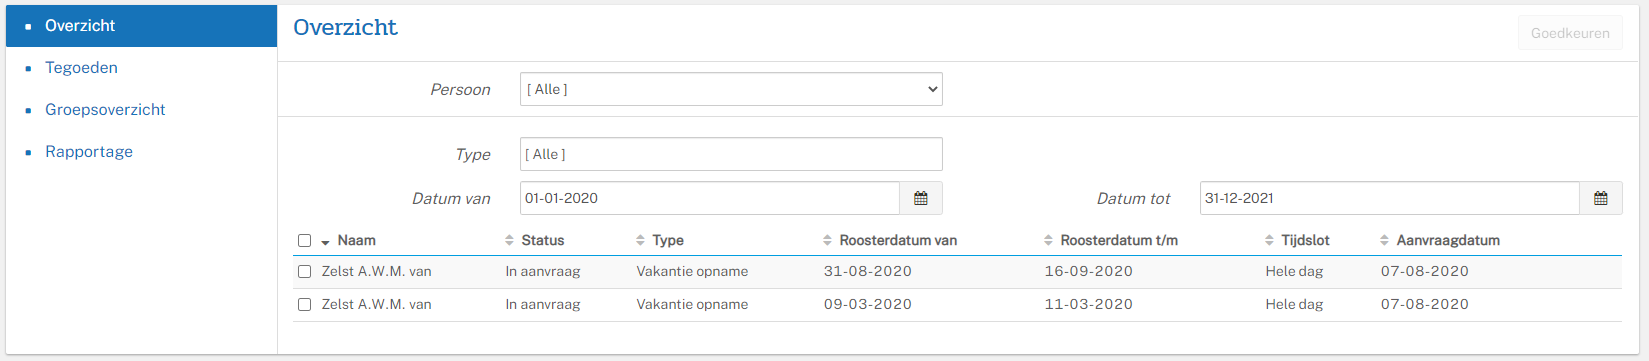 Overzicht
Tegoeden
Groepsoverzicht
Rapportage
Overzicht
Goedkeuren
Persoon [ Alle ]
Type [ Alle ]
Datum van 01-01-2020 Datum tot 31-12-2021
Naam Status Type Roosterdatum van Roosterdatum t/m Tijdslot Aanvraagdatum
Zelst A.W.M. van In aanvraag Vakantie opname 31-08-2020 16-09-2020 Hele dag 07-08-2020
Zelst A.W.M. van In aanvraag Vakantie opname 09-03-2020 11-03-2020 Hele dag 07-08-2020